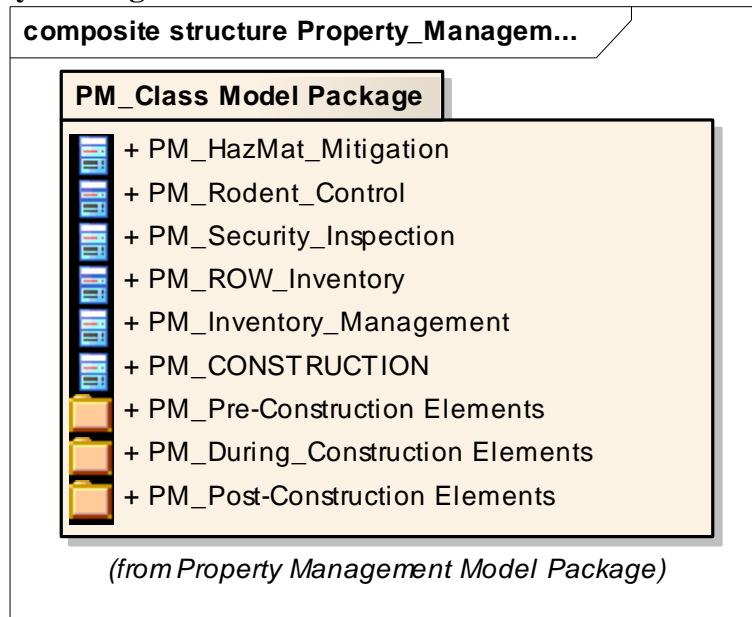 composite structure Property_Managem...
PM_Class Model Package
+ PM_HazMat_Mitigation
+ PM_Rodent_Control
+ PM_Security_Inspection
+ PM_ROW_Inventory
+ PM_Inventory_Management
+ PM_CONSTRUCTION
+ PM_Pre-Construction Elements
+ PM_During_Construction Elements
+ PM_Post-Construction Elements
(from Property Management Model Package)